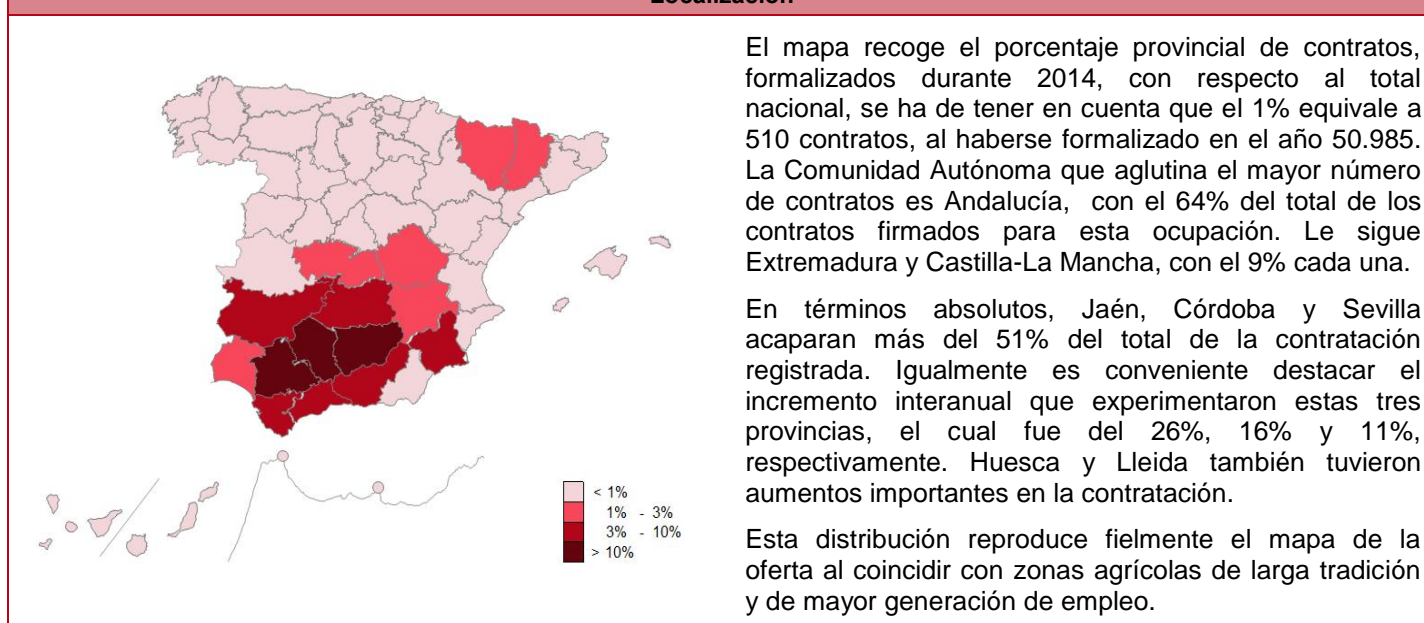 Localización
El mapa recoge el porcentaje provincial de contratos,
formalizados durante 2014, con respecto al total
nacional, se ha de tener en cuenta que el 1% equivale a
510 contratos, al haberse formalizado en el año 50.985.
La Comunidad Autónoma que aglutina el mayor número
de contratos es Andalucía, con el 64% del total de los
contratos firmados para esta ocupación. Le sigue
Extremadura y Castilla-La Mancha, con el 9% cada una.
En términos absolutos, Jaén, Córdoba y Sevilla
acaparan más del 51% del total de la contratación
registrada. Igualmente es conveniente destacar el
incremento interanual que experimentaron estas tres
provincias, el cual fue del 26%, 16% y 11%,
respectivamente. Huesca y Lleida también tuvieron
aumentos importantes en la contratación.
Esta distribución reproduce fielmente el mapa de la
oferta al coincidir con zonas agrícolas de larga tradición
y de mayor generación de empleo.
< 1%
1% - 3%
3% - 10%
> 10%